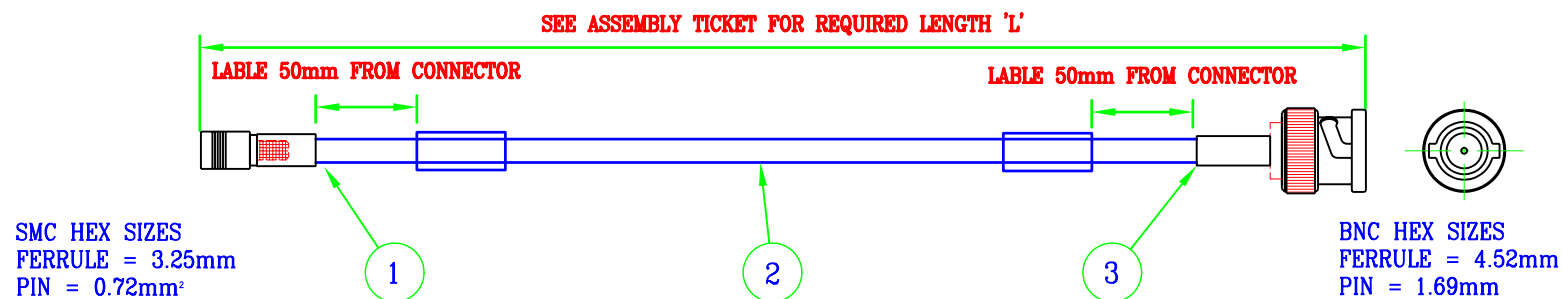 SEE ASSEMBLY TICKET FOR REQUIRED LENGTH 'L'
LABLE 50mm FROM CONNECTOR
LABLE 50mm FROM CONNECTOR
SMC HEX SIZES
FERRULE = 3.25mm
PIN = 0.72mm²
1
2
3
BNC HEX SIZES
FERRULE = 4.52mm
PIN = 1.69mm